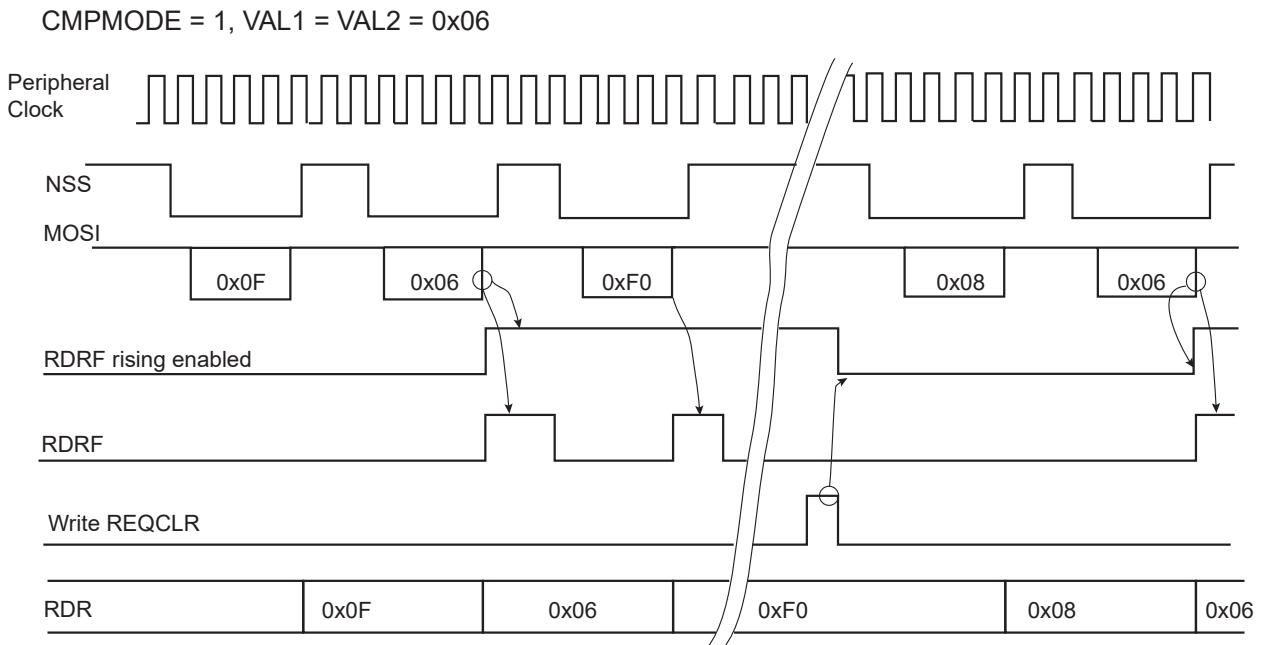 CMPMODE = 1, VAL1 = VAL2 = 0x06
Peripheral
Clock
NSS
MOSI
0x0F 0x06 0xF0 0x08 0x06
RDRF rising enabled
RDRF
Write REQCLR
RDR 0x0F 0x06 0xF0 0x08 0x06